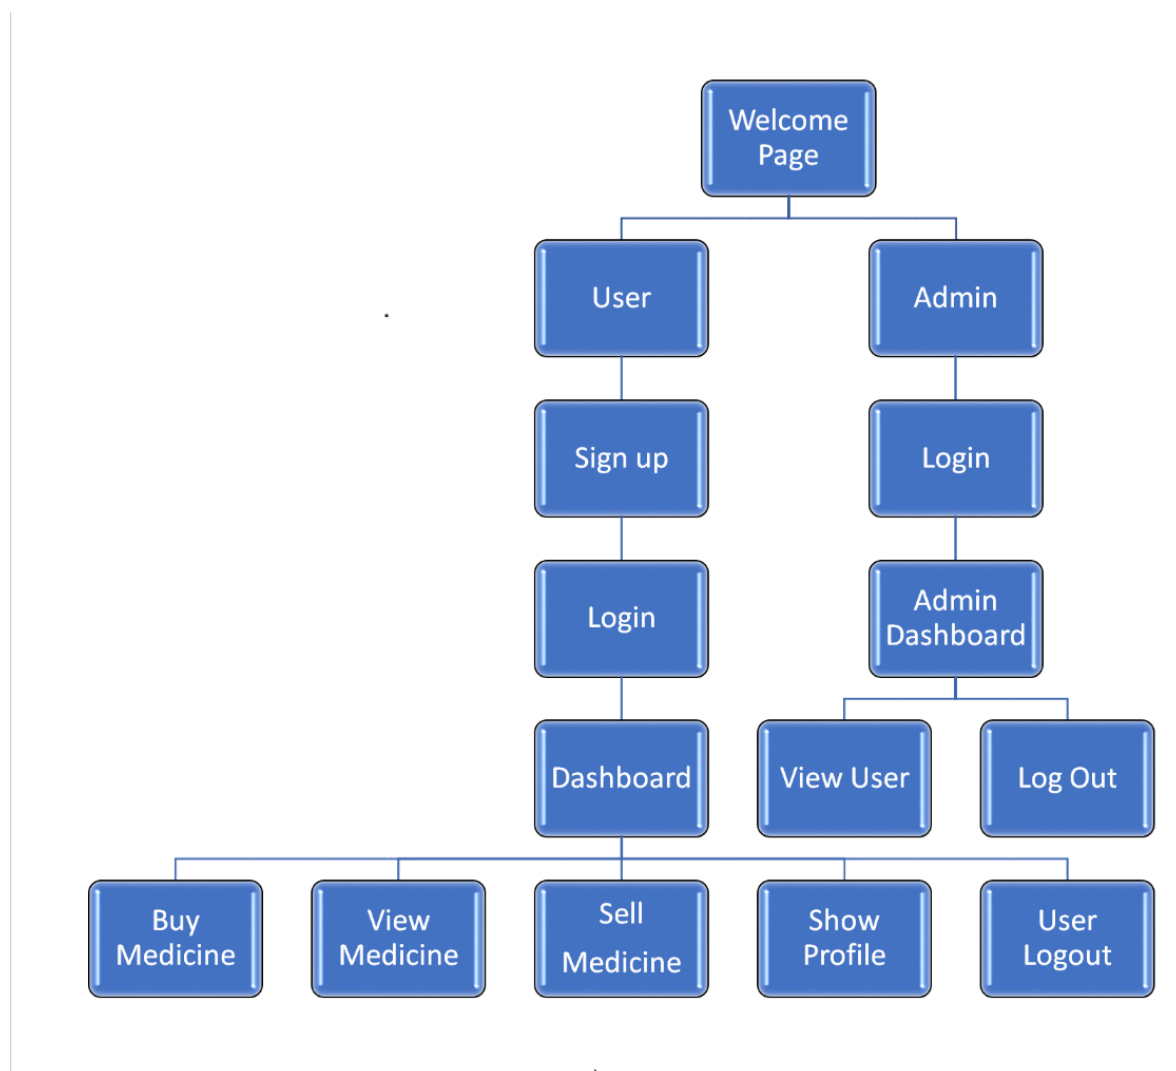 Welcome
Page
User
Admin
Sign up
Login
Login
Admin
Dashboard
Dashboard
View User
Log Out
Buy
Medicine
View
Medicine
Sell
Medicine
Show
Profile
User
Logout